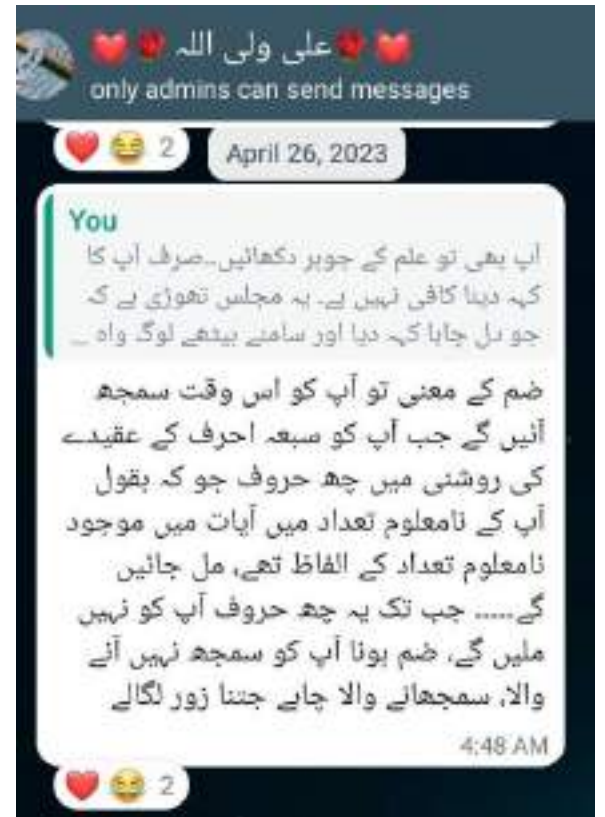 ❤️🌹علی ولی اللہ🌹❤️
only admins can send messages
❤️😂 2
April 26, 2023
You
آپ بھی تو علم کے جوہر دکھائیں..صرف آپ کا
کہہ دینا کافی نہیں ہے۔ یہ مجلس تھوڑی ہے کہ
جو دل چاہا کہہ دیا اور سامنے بیٹھے لوگ واہ ...
ضم کے معنی تو آپ کو اس وقت سمجھ
آئیں گے جب آپ کو سبعہ احرف کے عقیدے
کی روشنی میں چھ حروف جو کہ بقول
آپ کے نامعلوم تعداد میں آیات میں موجود
نامعلوم تعداد کے الفاظ تھے، مل جائیں
گے..... جب تک یہ چھ حروف آپ کو نہیں
ملیں گے، ضم ہونا آپ کو سمجھ نہیں آنے
والا، سمجھانے والا چاہے جتنا زور لگالے
4:48 AM
❤️😂 2